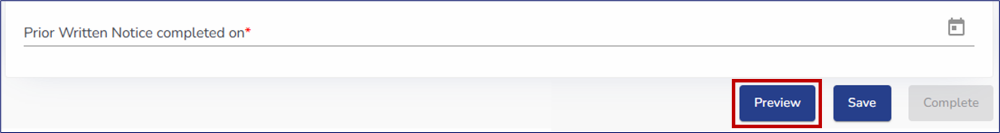 Prior Written Notice completed on*
Preview
Save
Complete